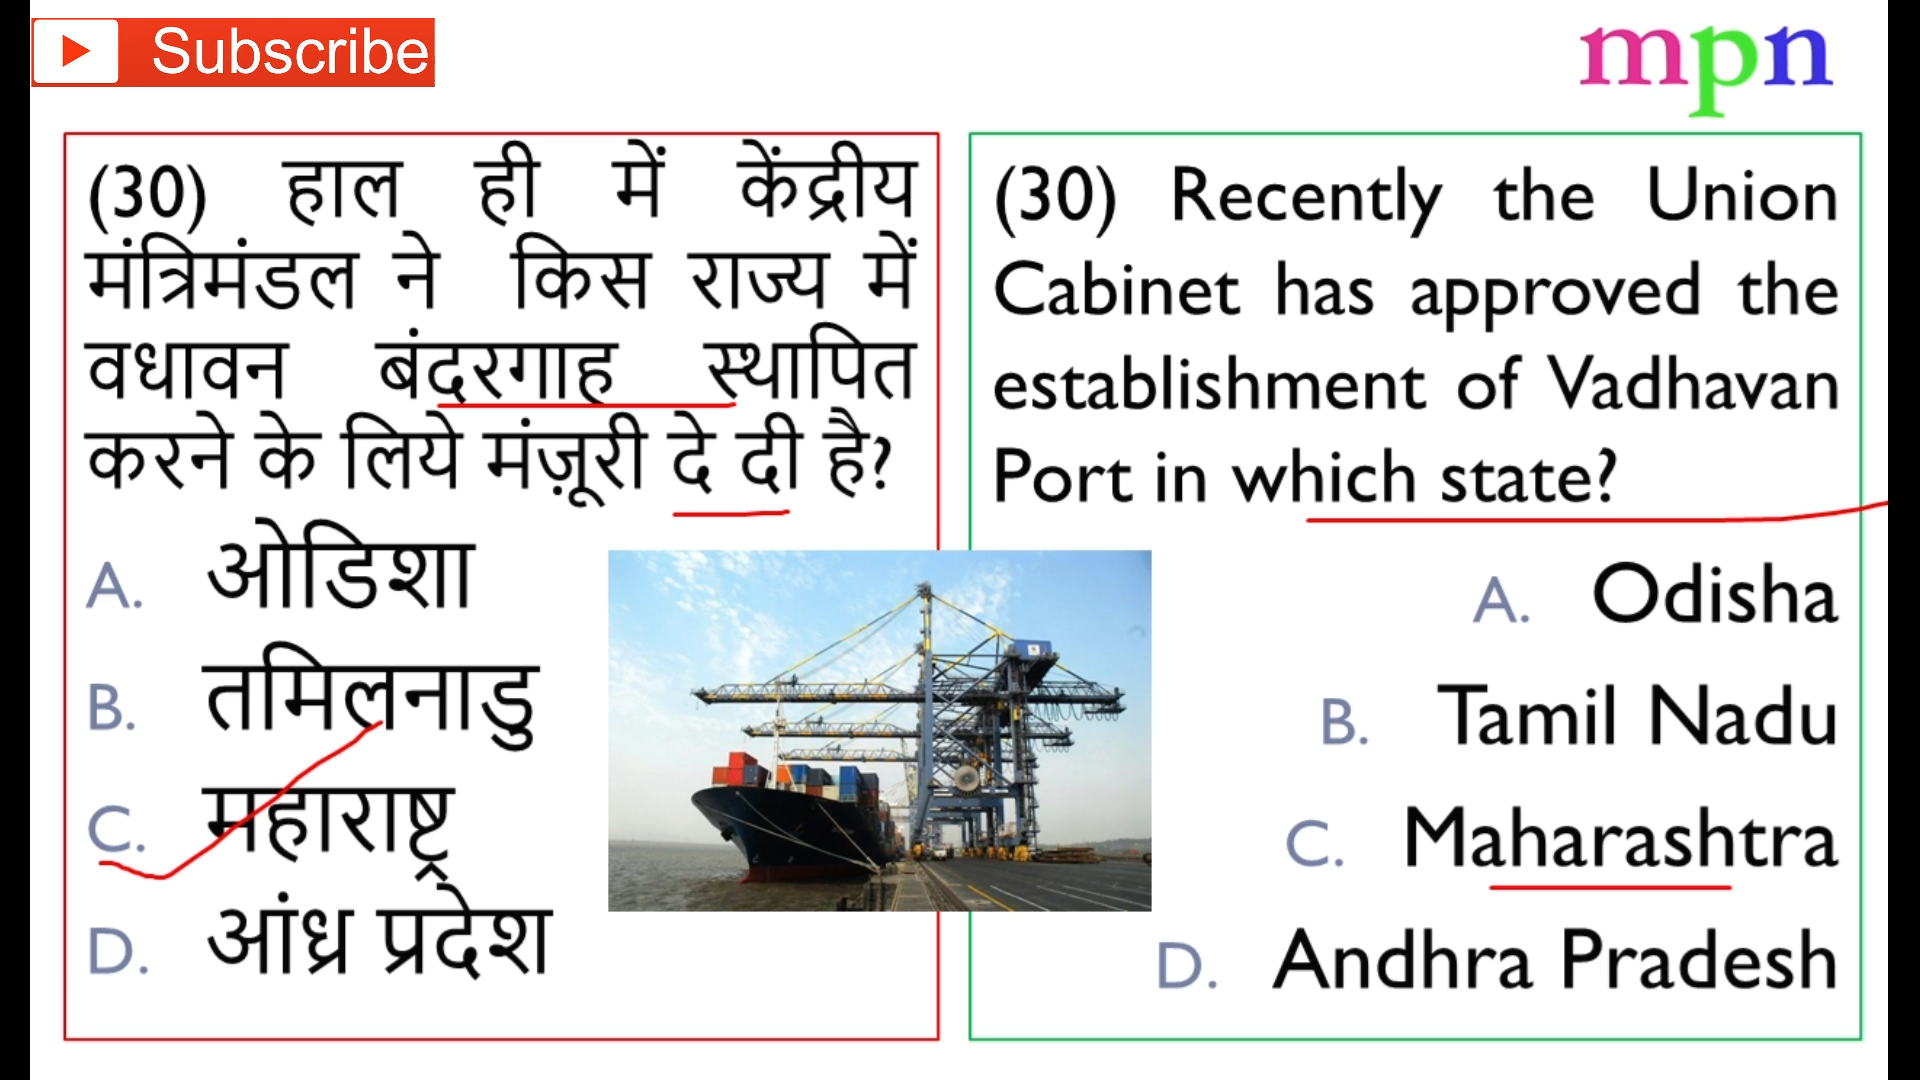 Subscribe
mpn
(30) हाल ही में केंद्रीय
मंत्रिमंडल ने किस राज्य में
वधावन बंदरगाह स्थापित
करने के लिये मंज़ूरी दे दी है?
A. ओडिशा
B. तमिलनाडु
C. महाराष्ट्र
D. आंध्र प्रदेश
(30) Recently the Union
Cabinet has approved the
establishment of Vadhavan
Port in which state?
A. Odisha
B. Tamil Nadu
C. Maharashtra
D. Andhra Pradesh